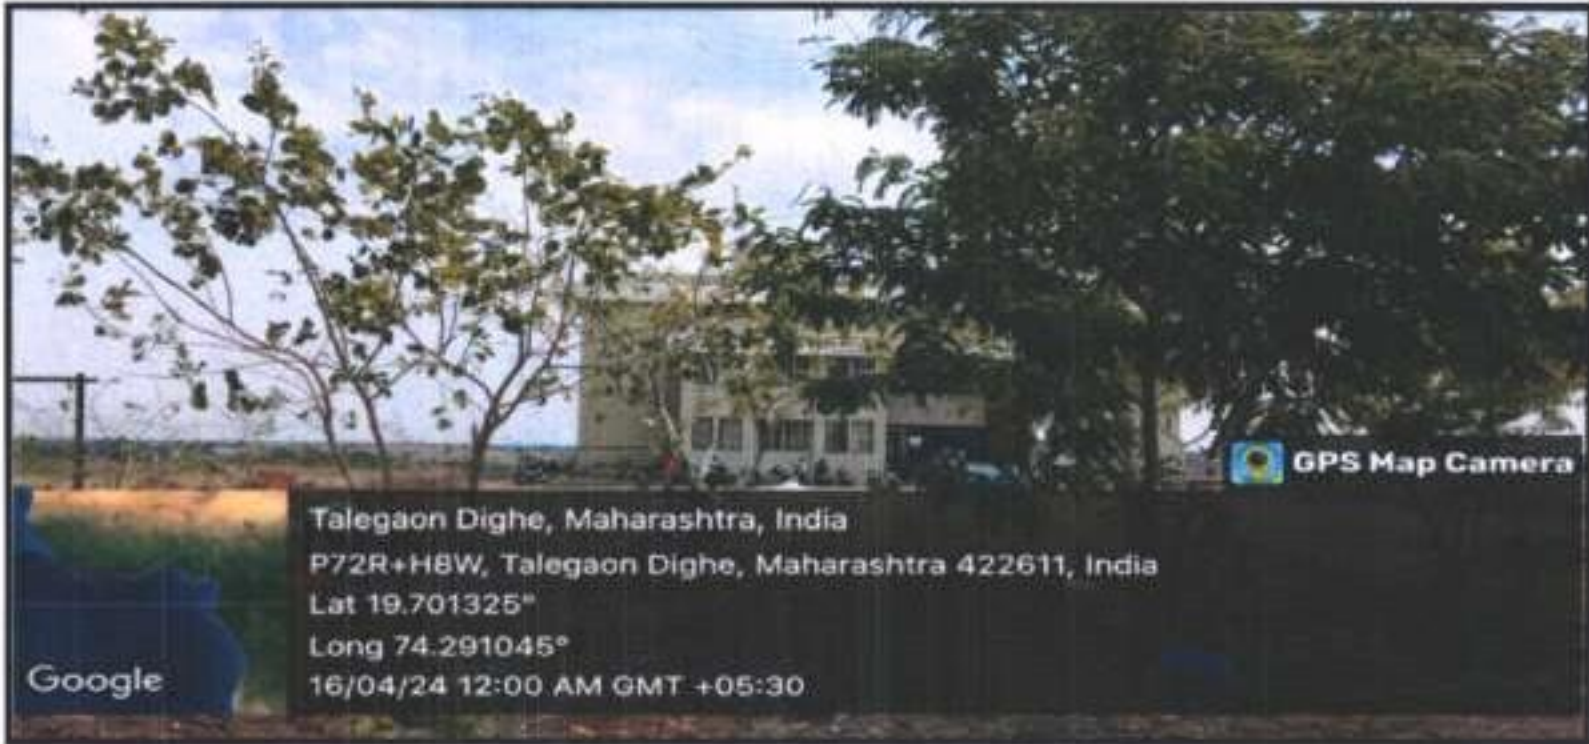 GPS Map Camera
Talegaon Dighe, Maharashtra, India
P72R+H8W, Talegaon Dighe, Maharashtra 422611, India
Lat 19.701325°
Long 74.291045°
16/04/24 12:00 AM GMT +05:30
Google